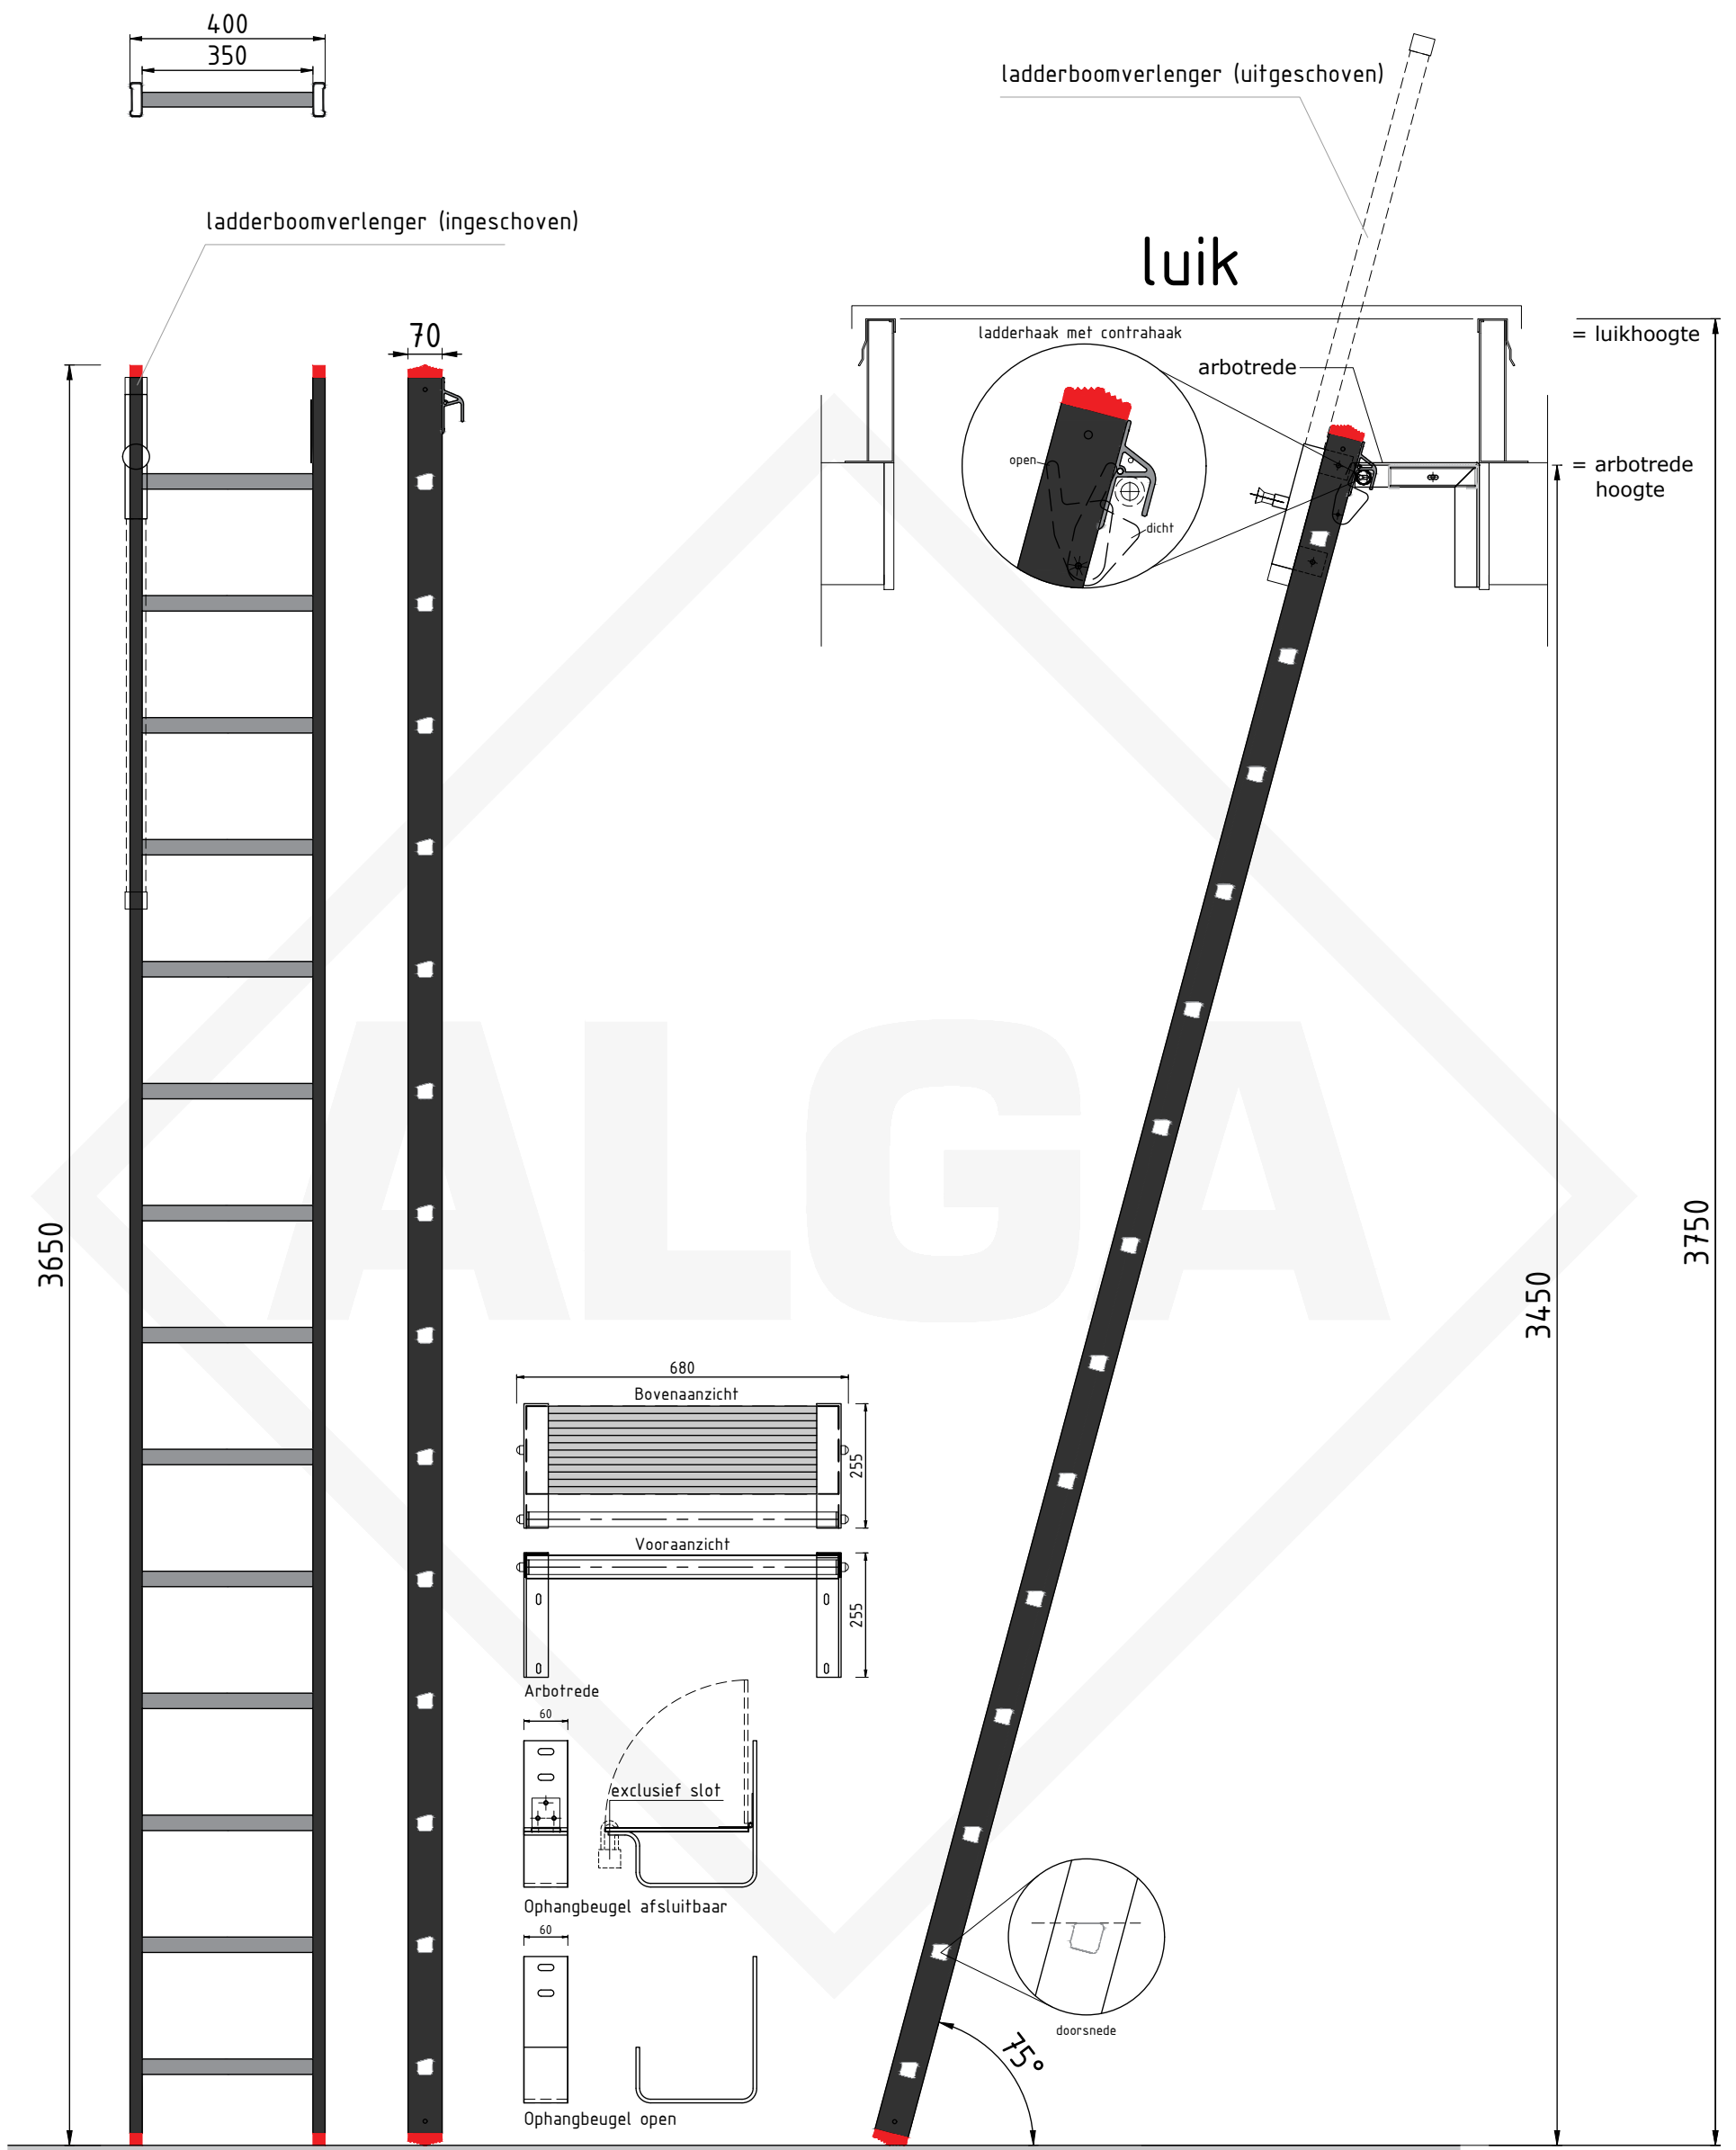 400
350
ladderboomverlenger (uitgeschoven)
ladderboomverlenger (ingeschoven)
luik
70
ladderhaak met contrahaak
= luikhoogte
arbotrede
open
= arbotrede
hoogte
dicht
ALGA
3650
3750
3450
680
Bovenaanzicht
255
Vooraanzicht
255
Arbotrede
60
exclusief slot
Ophangbeugel afsluitbaar
60
doorsnede
75°
Ophangbeugel open